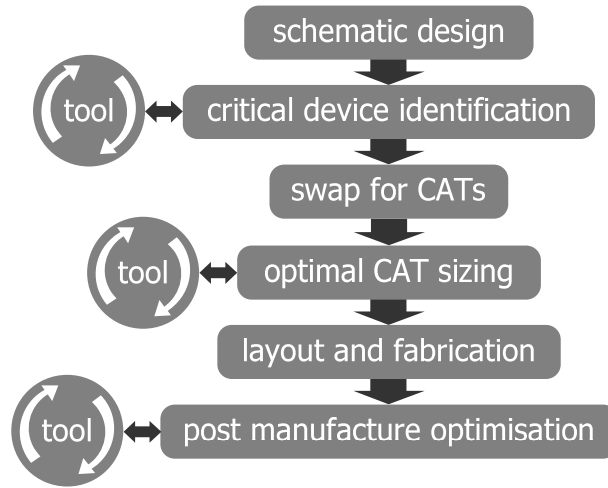 schematic design
tool
critical device identification
swap for CATs
tool
optimal CAT sizing
layout and fabrication
tool
post manufacture optimisation